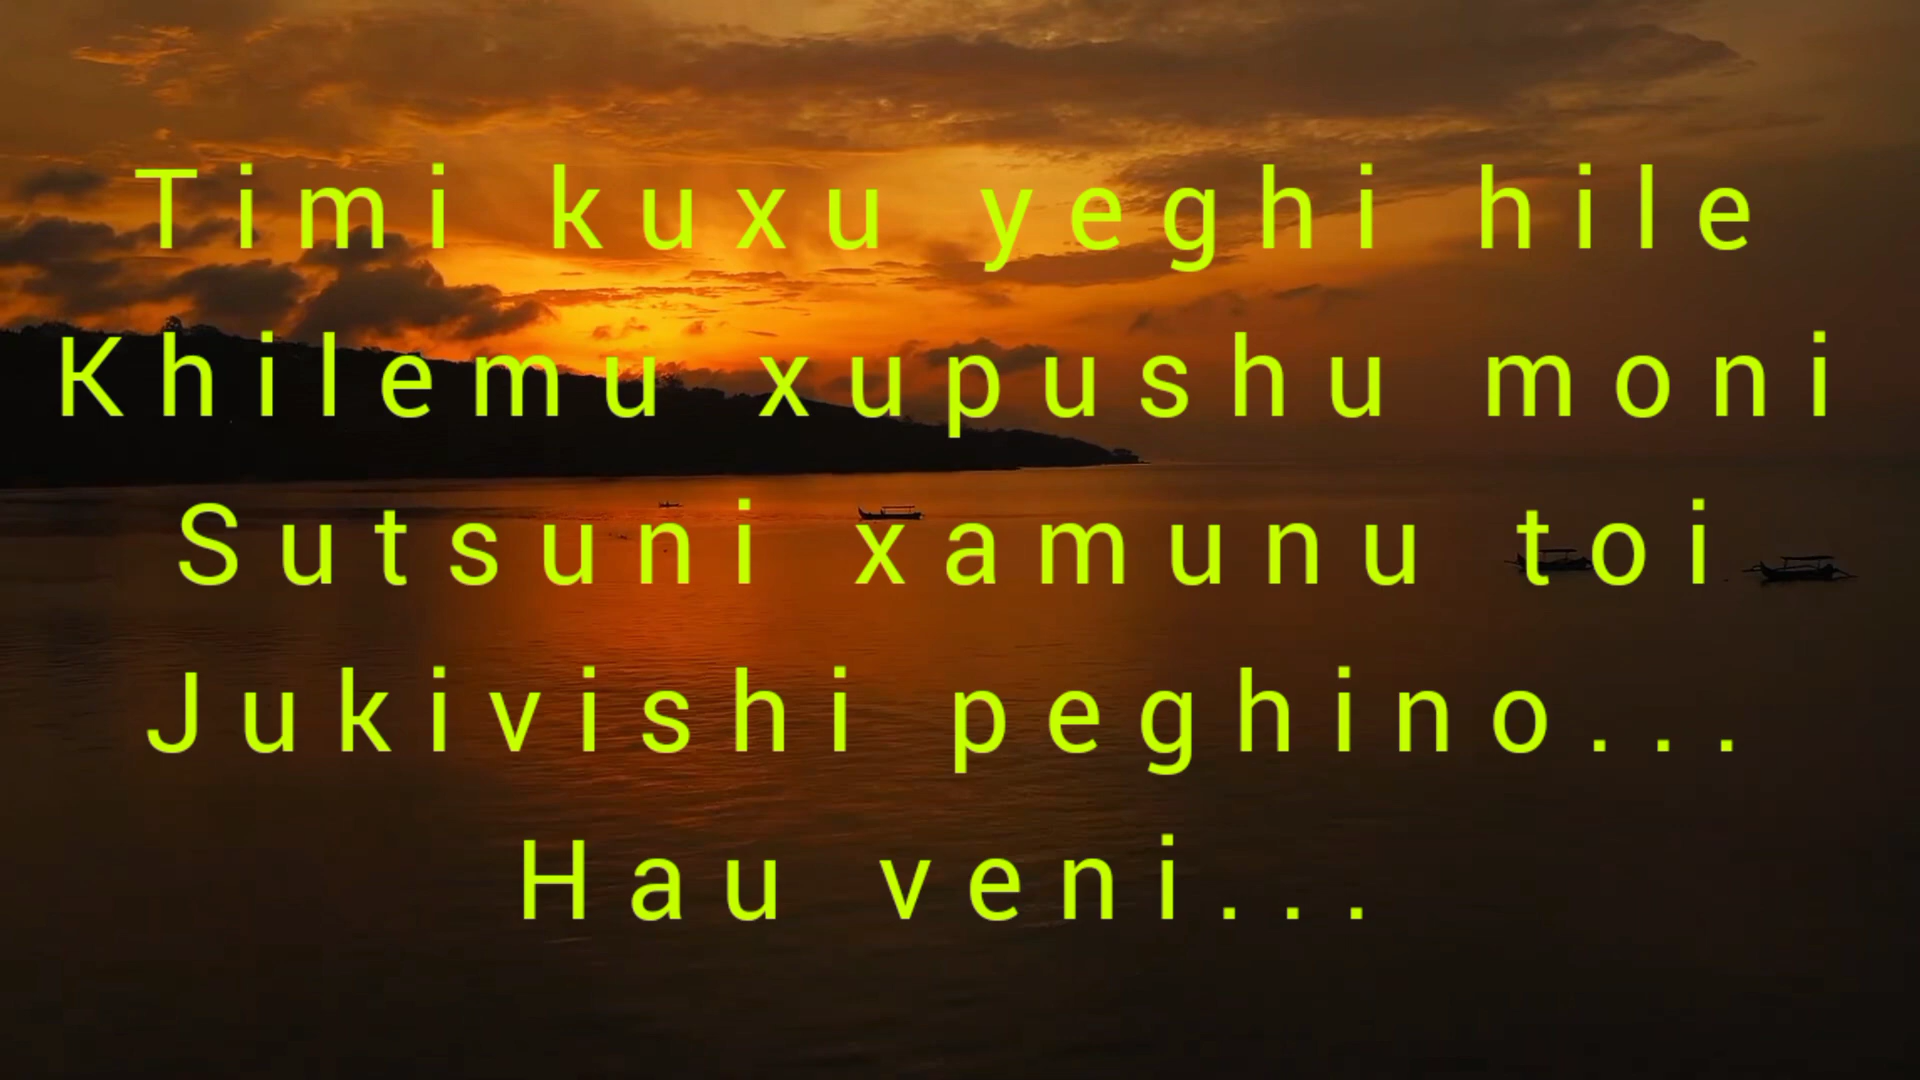 Timi kuxu yeghi hile
Khilemu xupushu moni
Sutsuni xamunu toi
Jukivishi peghino...
Hau veni...